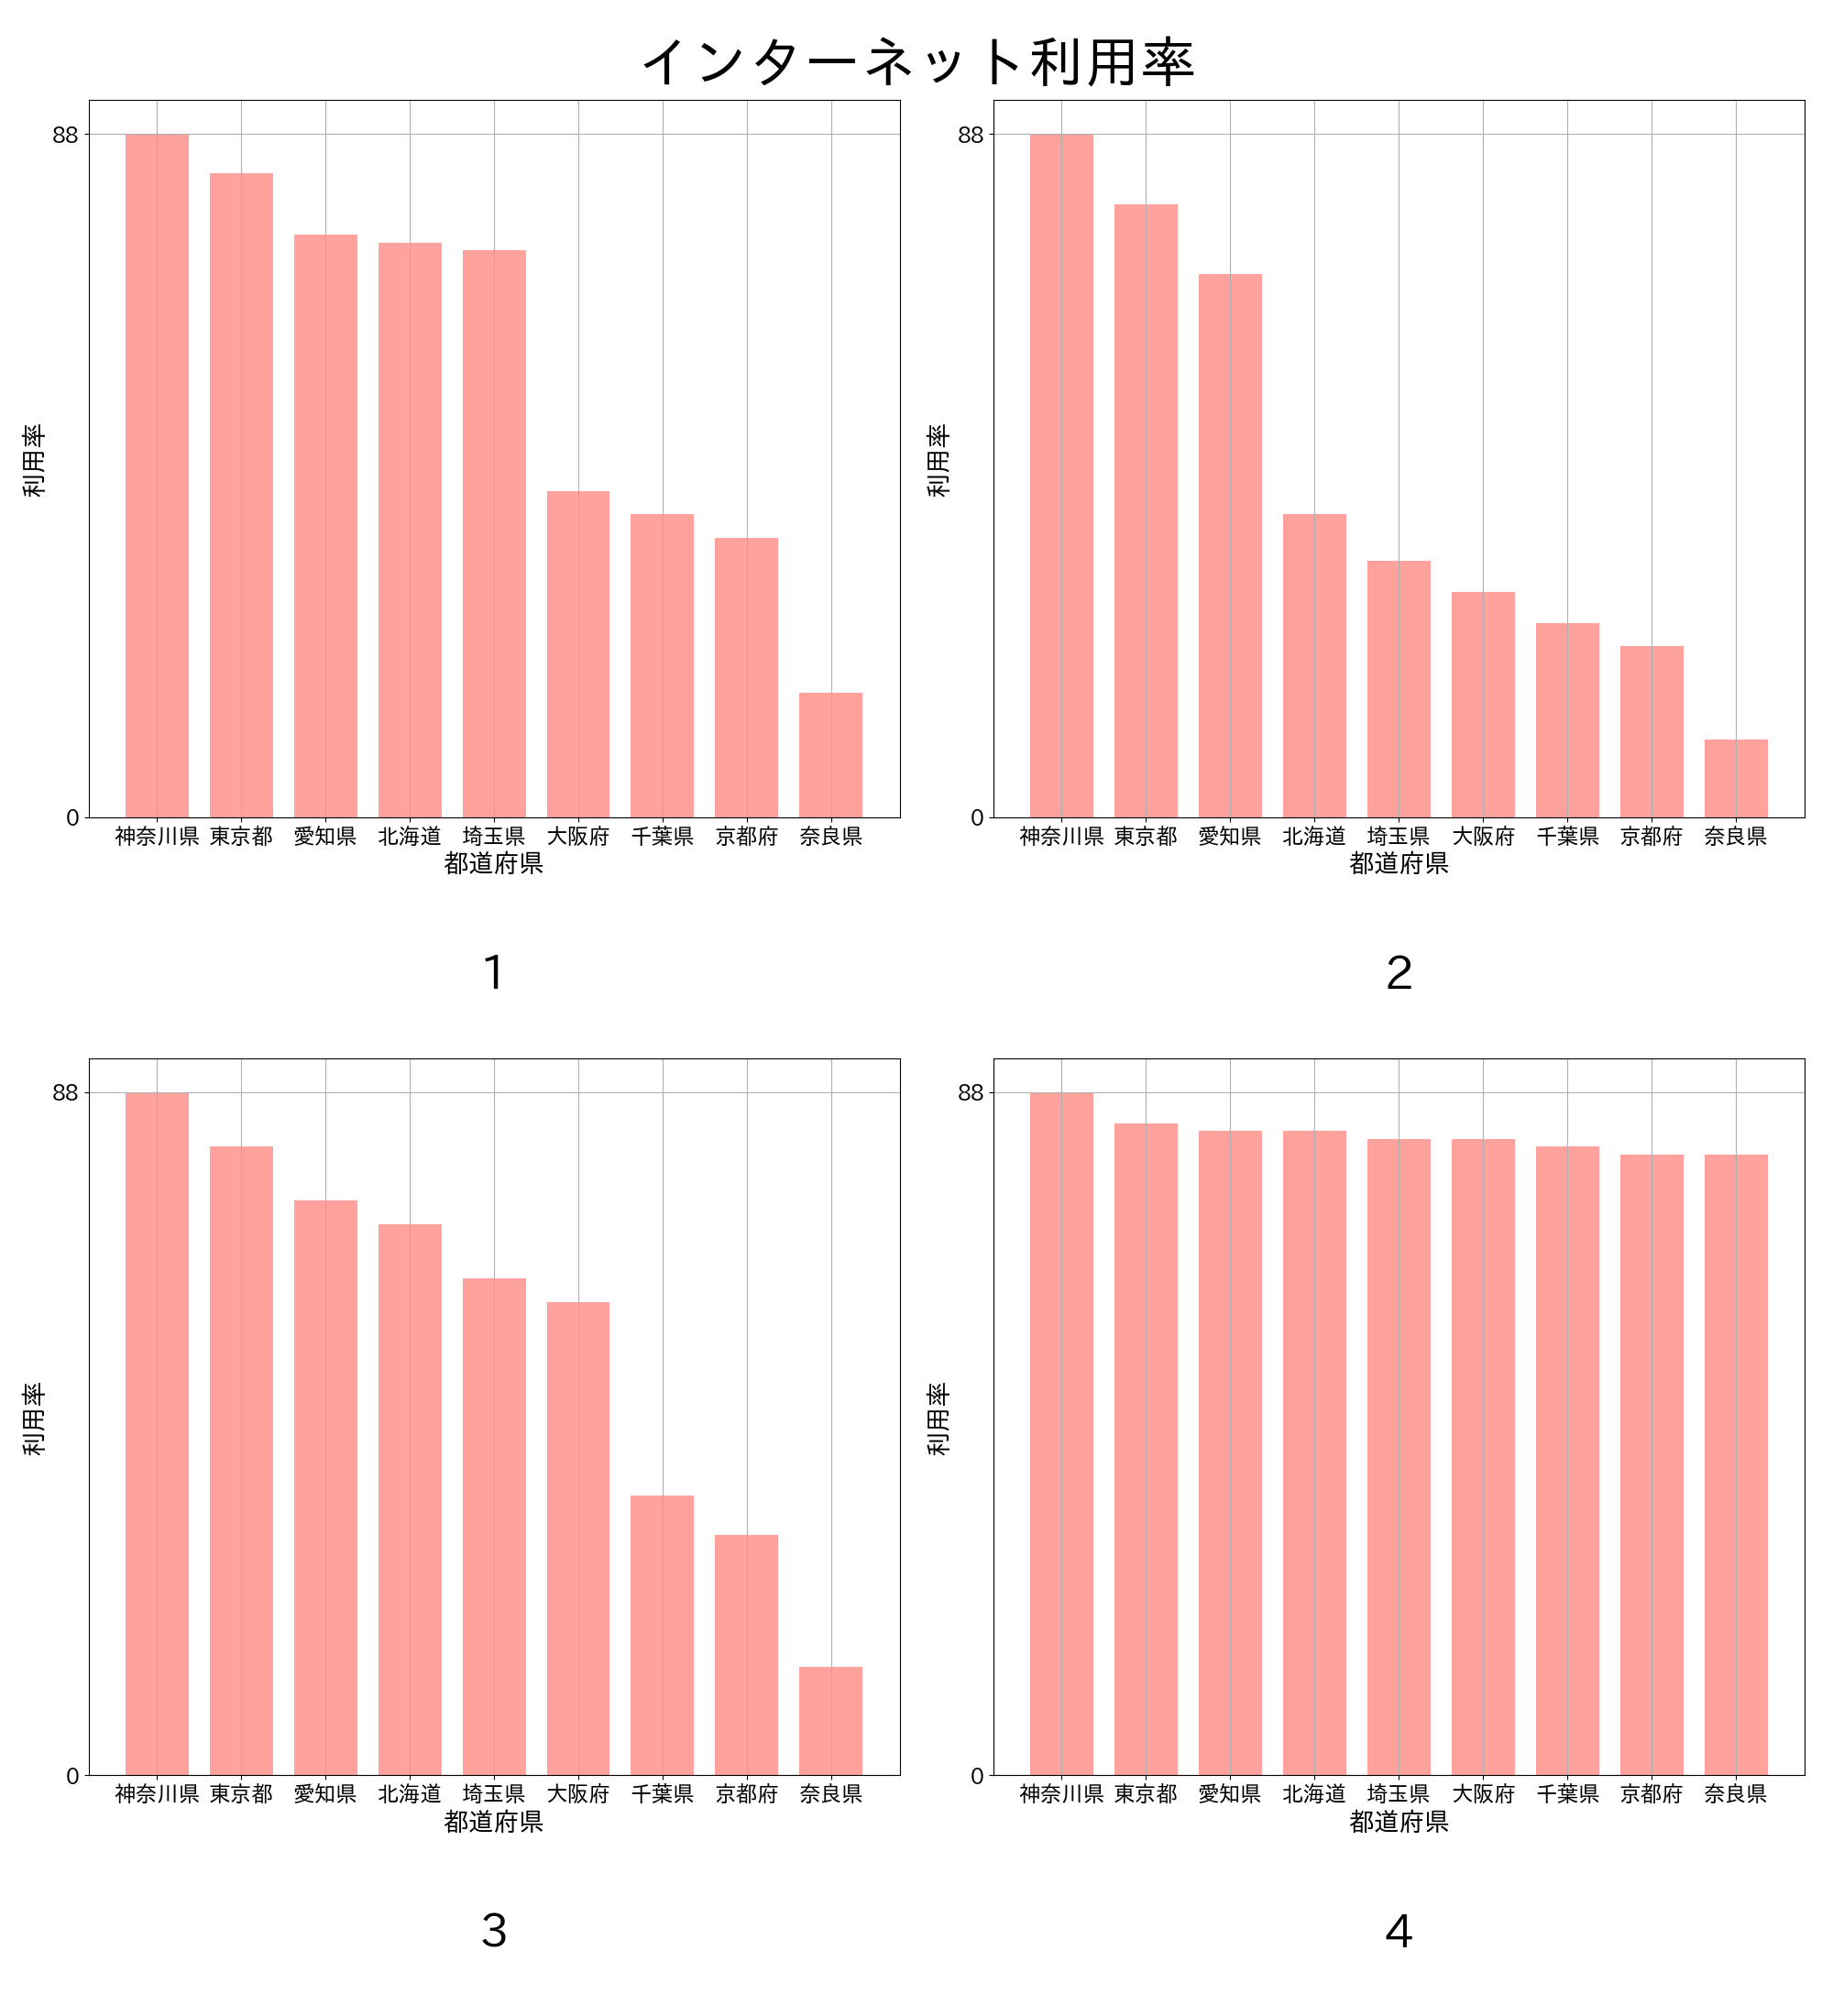 インターネット利用率
88
0
利用率
神奈川県 東京都 愛知県 北海道 埼玉県 大阪府 千葉県 京都府 奈良県
都道府県
1
88
0
利用率
神奈川県 東京都 愛知県 北海道 埼玉県 大阪府 千葉県 京都府 奈良県
都道府県
2
88
0
利用率
神奈川県 東京都 愛知県 北海道 埼玉県 大阪府 千葉県 京都府 奈良県
都道府県
3
88
0
利用率
神奈川県 東京都 愛知県 北海道 埼玉県 大阪府 千葉県 京都府 奈良県
都道府県
4